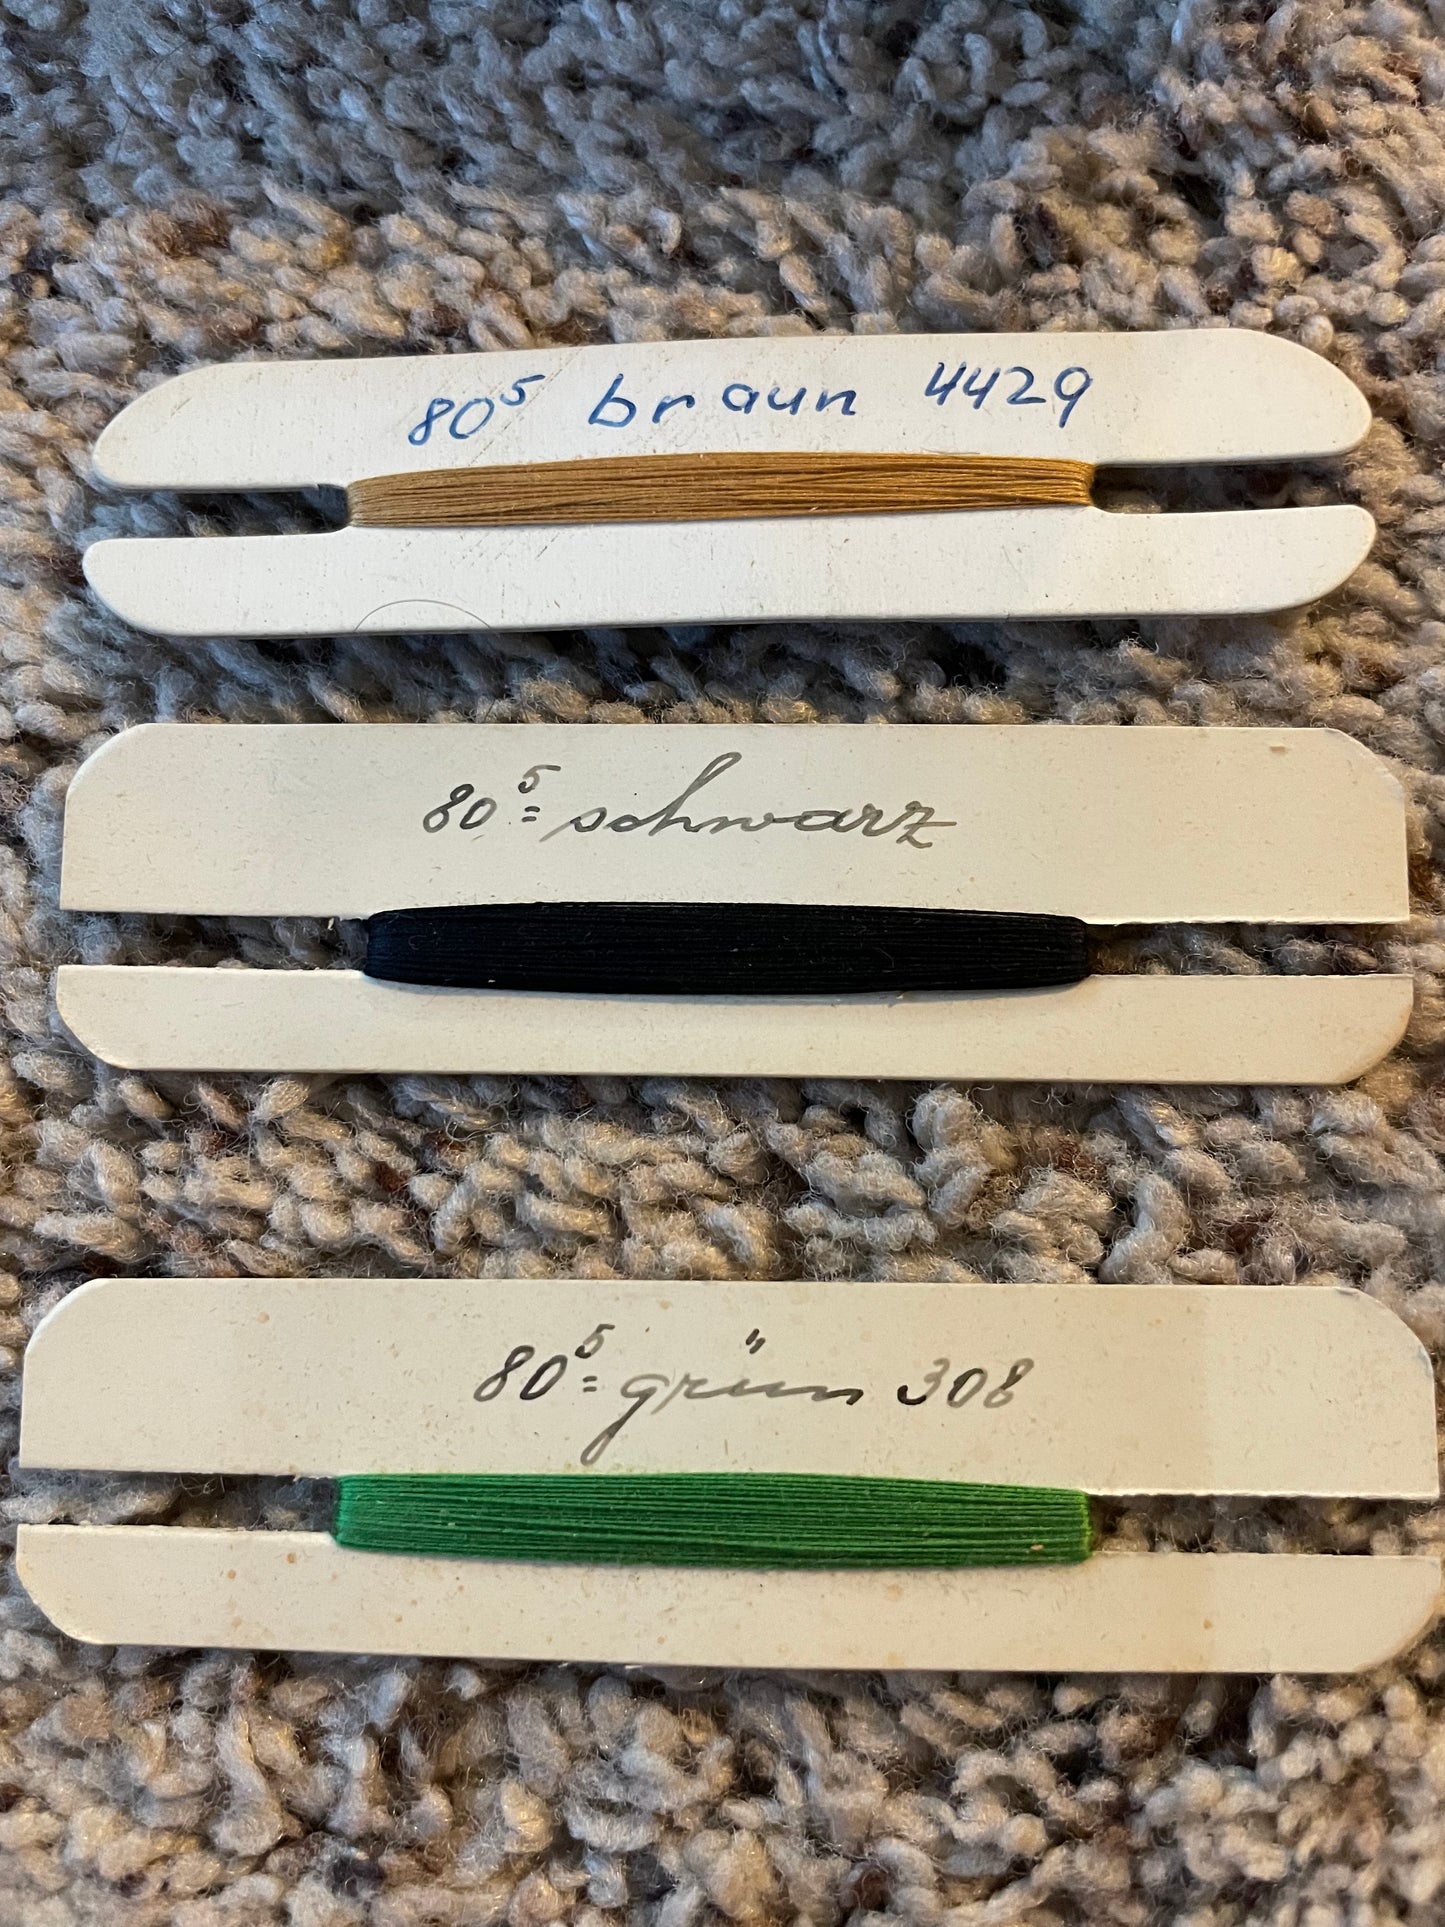 80⁵ braun 4429
80⁵= schwarz
80⁵= grün 308